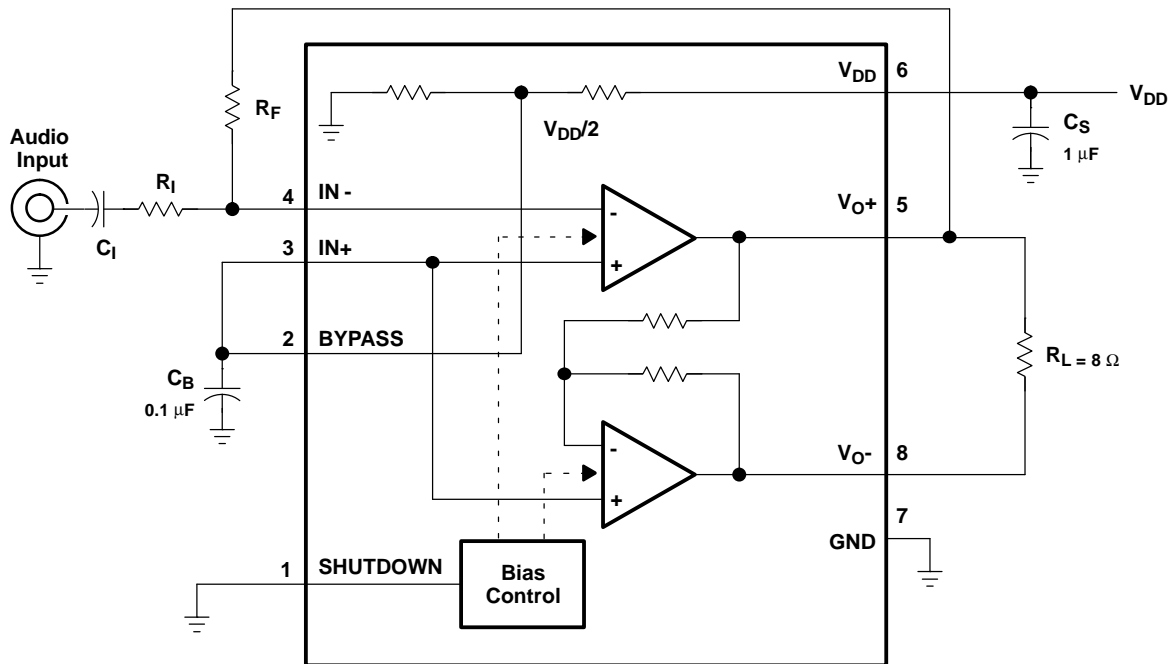 V_DD 6
V_DD
R_F
V_DD/2
C_S
1 μF
Audio
Input
R_I
C_I
4 IN -
V_O+ 5
-
+
3 IN+
2 BYPASS
C_B
0.1 μF
R_L = 8 Ω
-
+
V_O- 8
7
GND
1 SHUTDOWN
Bias
Control